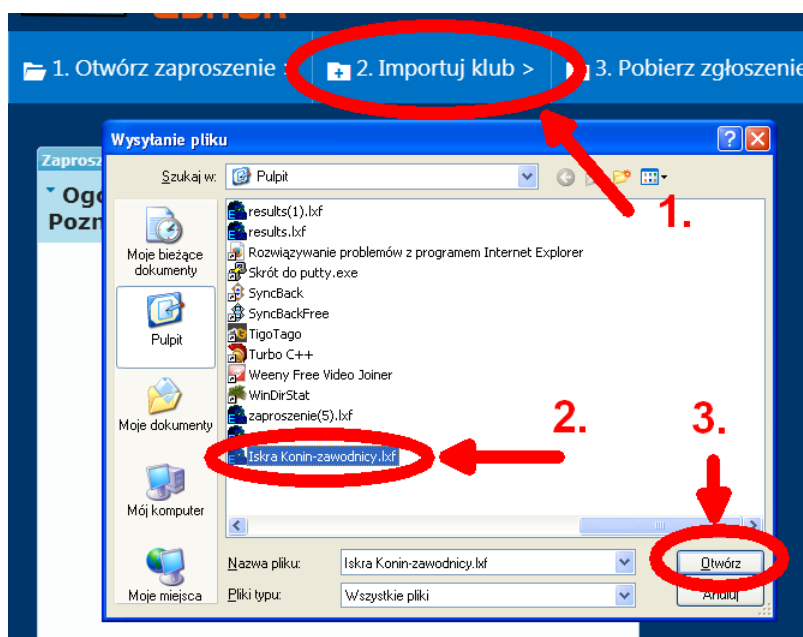 EDITOR
1. Otwórz zaproszenie >
2. Importuj klub >
3. Pobierz zgłoszenie
Zaprosz
Ogó
Pozn
Wysyłanie pliku
Szukaj w:
Pulpit
1.
results(1).lxf
results.lxf
Rozwiązywanie problemów z programem Internet Explorer
Skrót do putty.exe
SyncBack
SyncBackFree
TigoTago
Turbo C++
Weeny Free Video Joiner
WinDirStat
zaproszenie(5).lxf
Iskra Konin-zawodnicy.lxf
Moje bieżące
dokumenty
Pulpit
Moje dokumenty
Mój komputer
Moje miejsca
2.
3.
Nazwa pliku:
Iskra Konin-zawodnicy.lxf
Otwórz
Pliki typu:
Wszystkie pliki
Anuluj